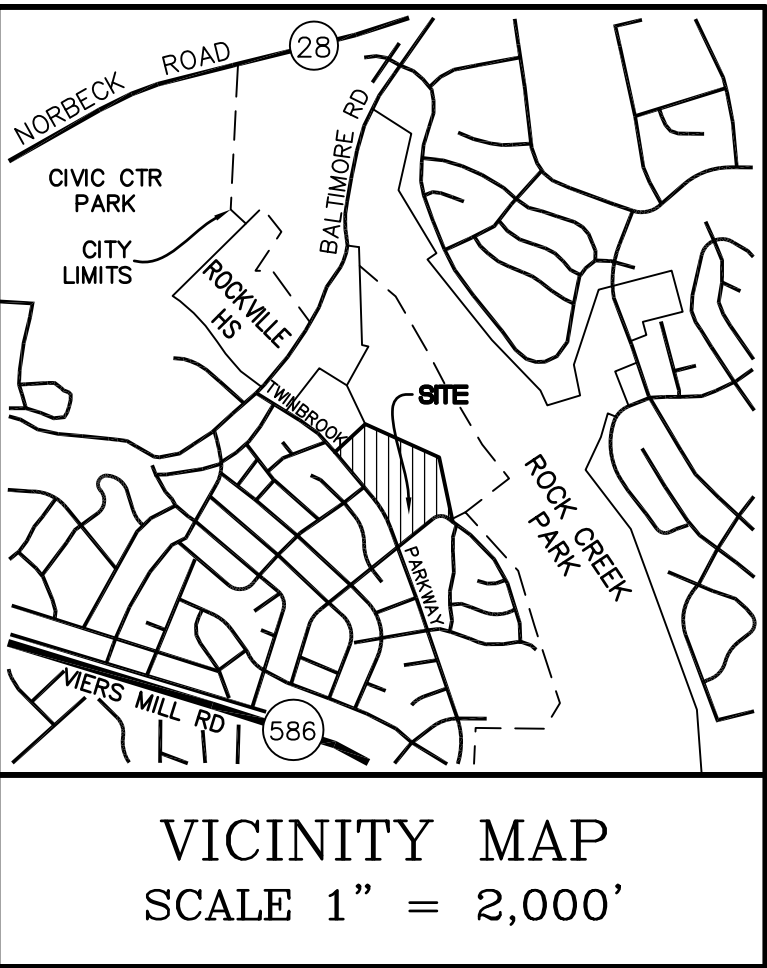 NORBECK ROAD
28
BALTIMORE RD
CIVIC CTR
PARK
CITY
LIMITS
ROCKVILLE
HS
TWINBROOK
SITE
ROCK CREEK
PARK
PARKWAY
VIERS MILL RD
586
VICINITY MAP
SCALE 1" = 2,000'